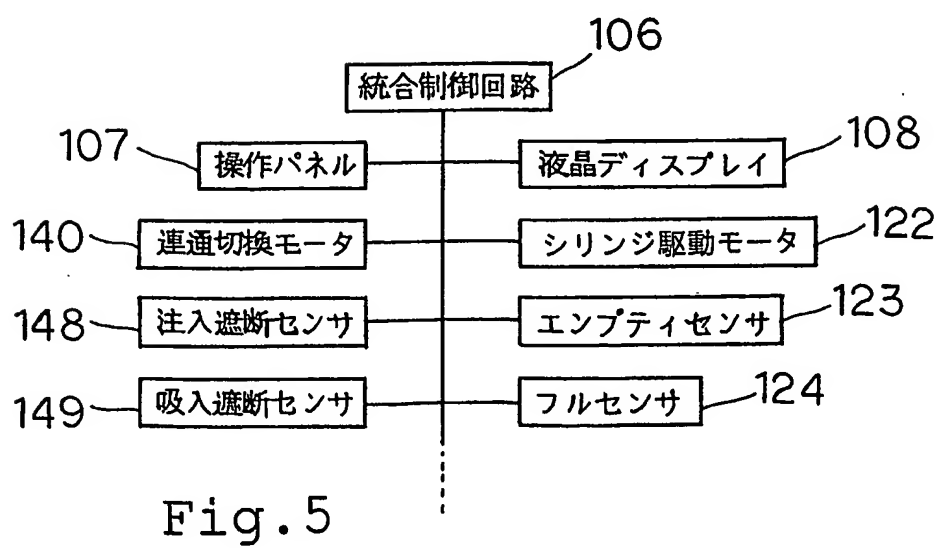 106
統合制御回路
107
操作パネル
液晶ディスプレイ
108
140
連通切換モータ
シリンジ駆動モータ
122
148
注入遮断センサ
エンプティセンサ
123
149
吸入遮断センサ
フルセンサ
124
Fig.5